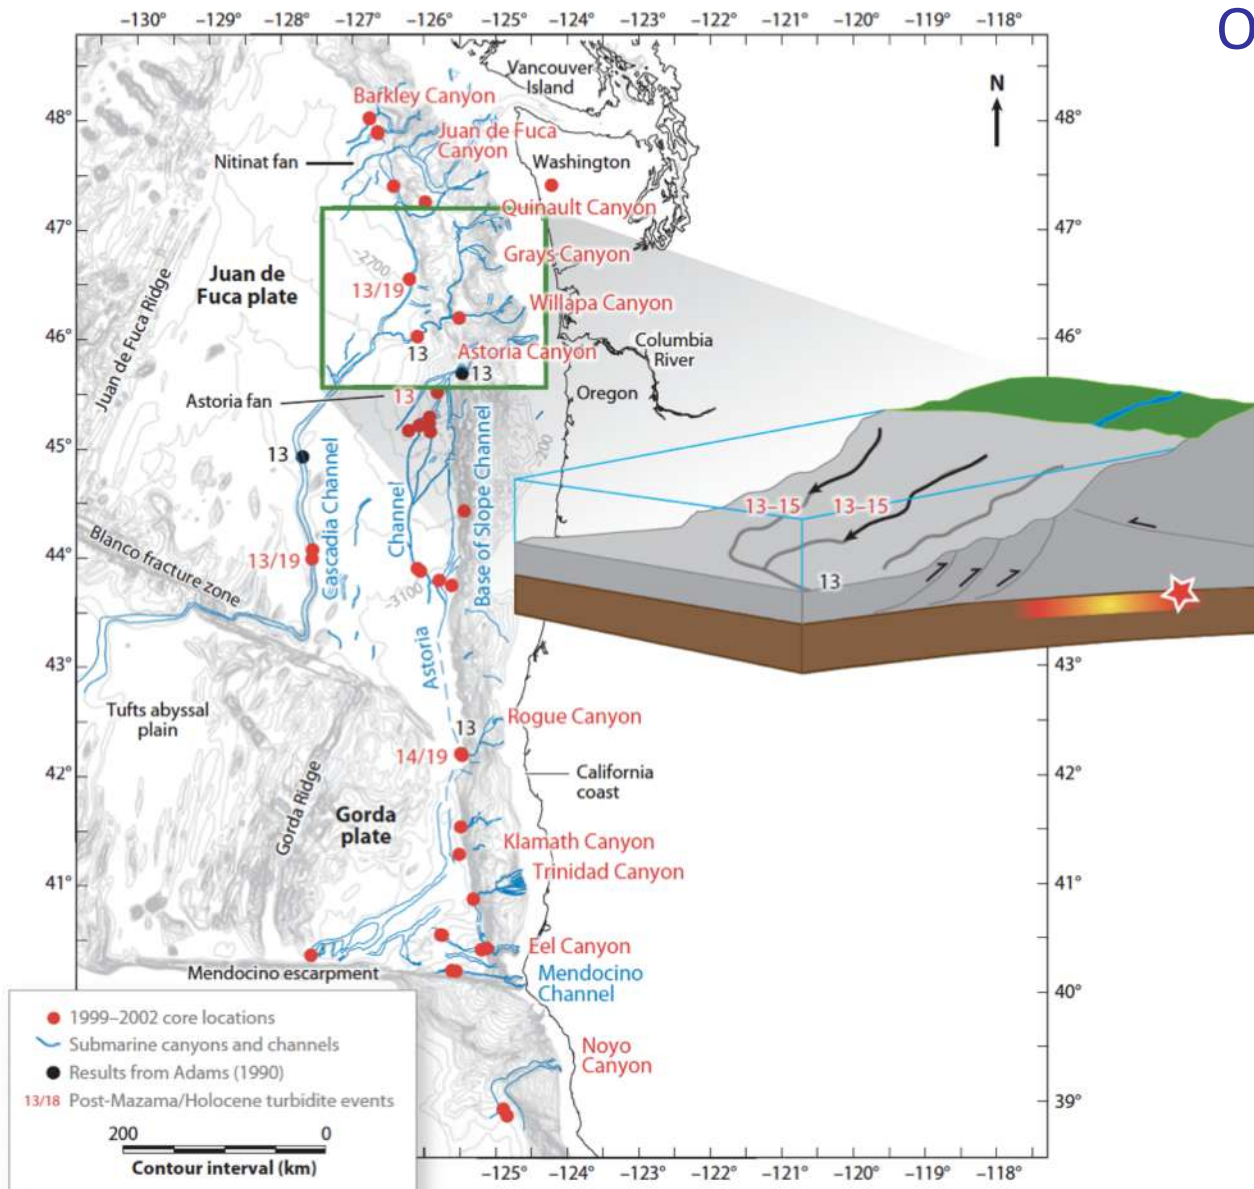 O
−130° −129° −128° −127° −126° −125° −124° −123° −122° −121° −120° −119° −118°
Vancouver
Island
N
Barkley Canyon
48°
48°
Juan de Fuca
Canyon
Nitinat fan
Washington
Quinault Canyon
47°
47°
Grays Canyon
−2700
Juan de
Fuca plate
13/19
Willapa Canyon
Juan de Fuca Ridge
46°
46°
13
Astoria Canyon
Columbia
River
13
Astoria fan
13
Oregon
45°
13
−200
Cascadia Channel
Channel
Base of Slope Channel
13–15
13–15
44°
13/19
Blanco fracture zone
−3100
13
43°
43°
Astoria
Tufts abyssal
plain
Rogue Canyon
13
14/19
42°
42°
California
coast
Gorda Ridge
Gorda
plate
Klamath Canyon
Trinidad Canyon
41°
41°
Eel Canyon
Mendocino escarpment
Mendocino
Channel
40°
1999–2002 core locations
Submarine canyons and channels
Results from Adams (1990)
13/18 Post-Mazama/Holocene turbidite events
200 0
Contour interval (km)
Noyo
Canyon
39°
−125° −124° −123° −122° −121° −120° −119° −118°